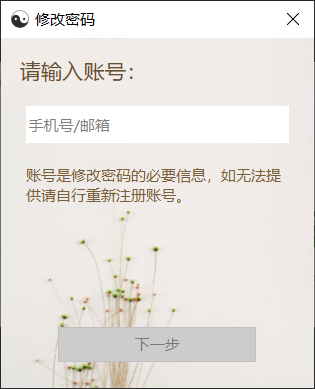 修改密码
请输入账号：
手机号/邮箱
账号是修改密码的必要信息，如无法提
供请自行重新注册账号。
下一步